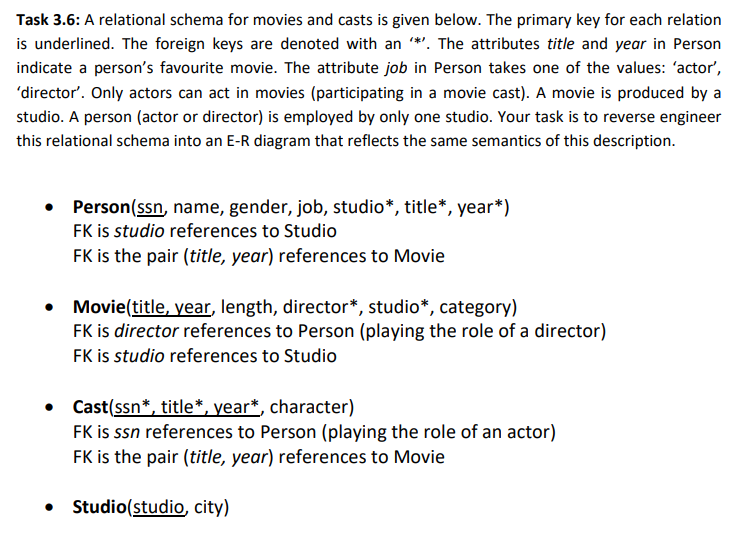 Task 3.6: A relational schema for movies and casts is given below. The primary key for each relation
is underlined. The foreign keys are denoted with an ‘*’. The attributes title and year in Person
indicate a person’s favourite movie. The attribute job in Person takes one of the values: ‘actor’,
‘director’. Only actors can act in movies (participating in a movie cast). A movie is produced by a
studio. A person (actor or director) is employed by only one studio. Your task is to reverse engineer
this relational schema into an E-R diagram that reflects the same semantics of this description.
• Person(ssn, name, gender, job, studio*, title*, year*)
FK is studio references to Studio
FK is the pair (title, year) references to Movie
• Movie(title, year, length, director*, studio*, category)
FK is director references to Person (playing the role of a director)
FK is studio references to Studio
• Cast(ssn*, title*, year*, character)
FK is ssn references to Person (playing the role of an actor)
FK is the pair (title, year) references to Movie
• Studio(studio, city)